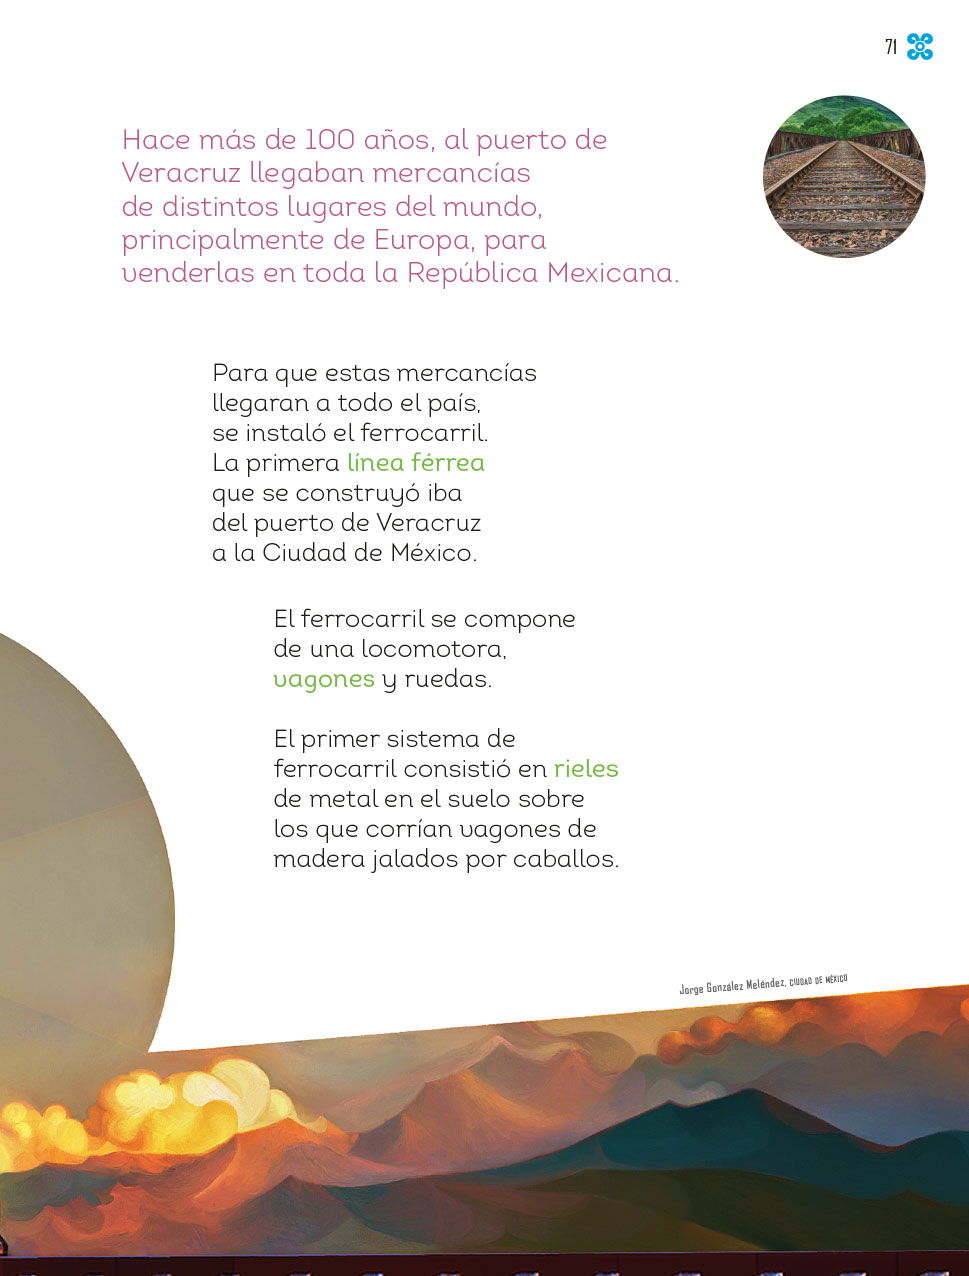 71
Hace más de 100 años, al puerto de
Veracruz llegaban mercancías
de distintos lugares del mundo,
principalmente de Europa, para
venderlas en toda la República Mexicana.
Para que estas mercancías
llegaran a todo el país,
se instaló el ferrocarril.
La primera línea férrea
que se construyó iba
del puerto de Veracruz
a la Ciudad de México.
El ferrocarril se compone
de una locomotora,
vagones y ruedas.
El primer sistema de
ferrocarril consistió en rieles
de metal en el suelo sobre
los que corrían vagones de
madera jalados por caballos.
Jorge González Meléndez, CIUDAD DE MÉXICO